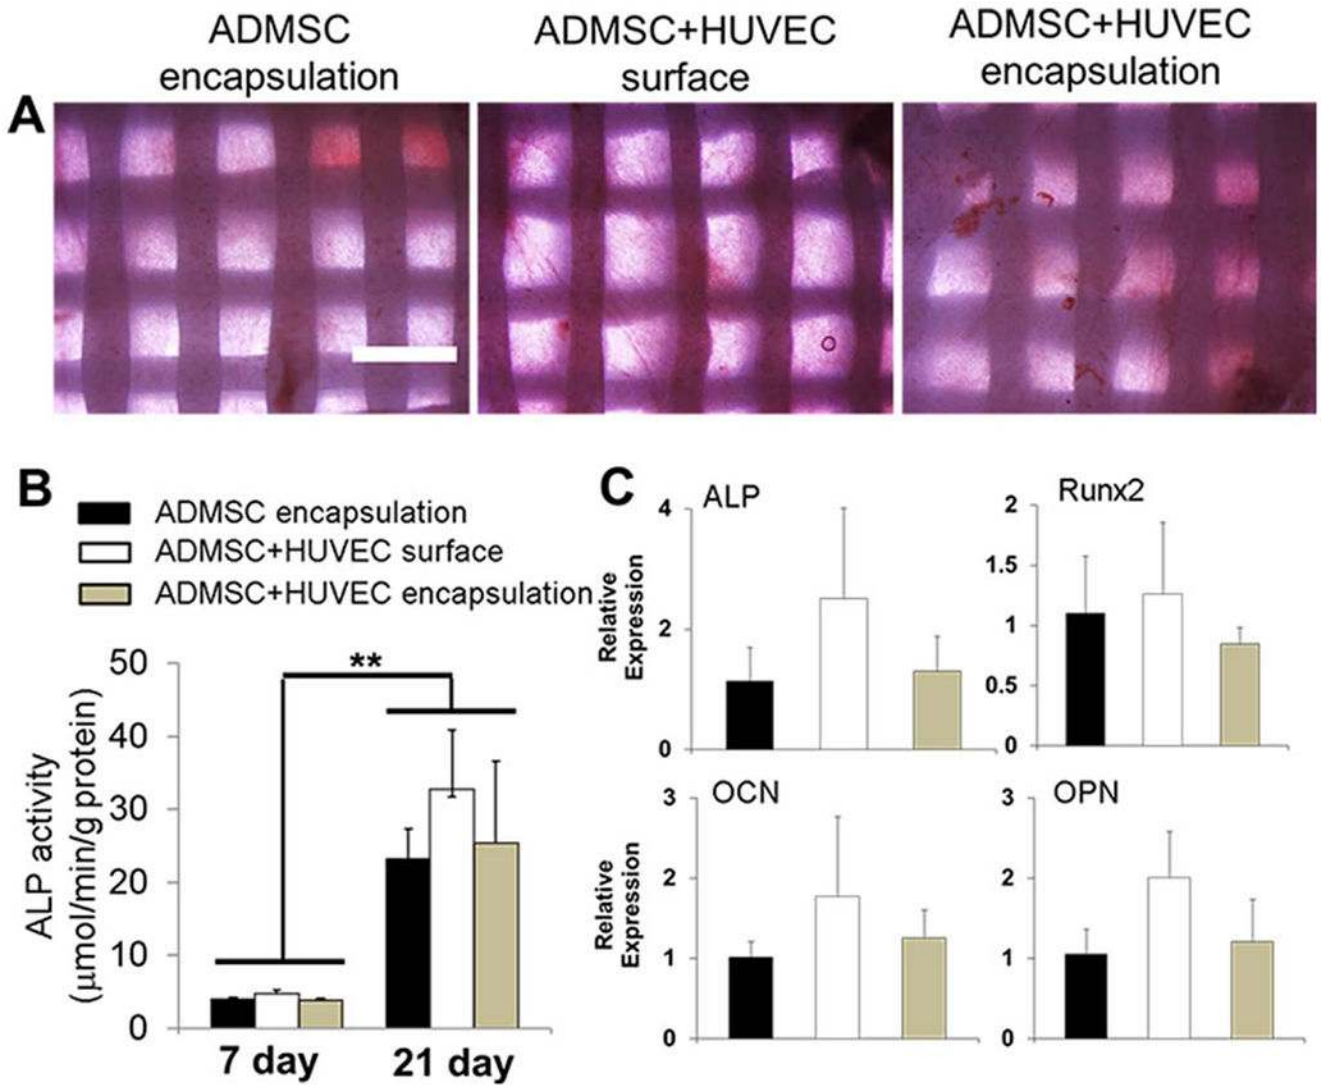 ADMSC
encapsulation
ADMSC+HUVEC
surface
ADMSC+HUVEC
encapsulation
A
B
ADMSC encapsulation
ADMSC+HUVEC surface
ADMSC+HUVEC encapsulation
ALP activity
(µmol/min/g protein)
50
40
30
20
10
0
**
7 day
21 day
C
ALP
Relative
Expression
4
2
0
Runx2
2
1.5
1
0.5
0
OCN
Relative
Expression
3
2
1
0
OPN
3
2
1
0